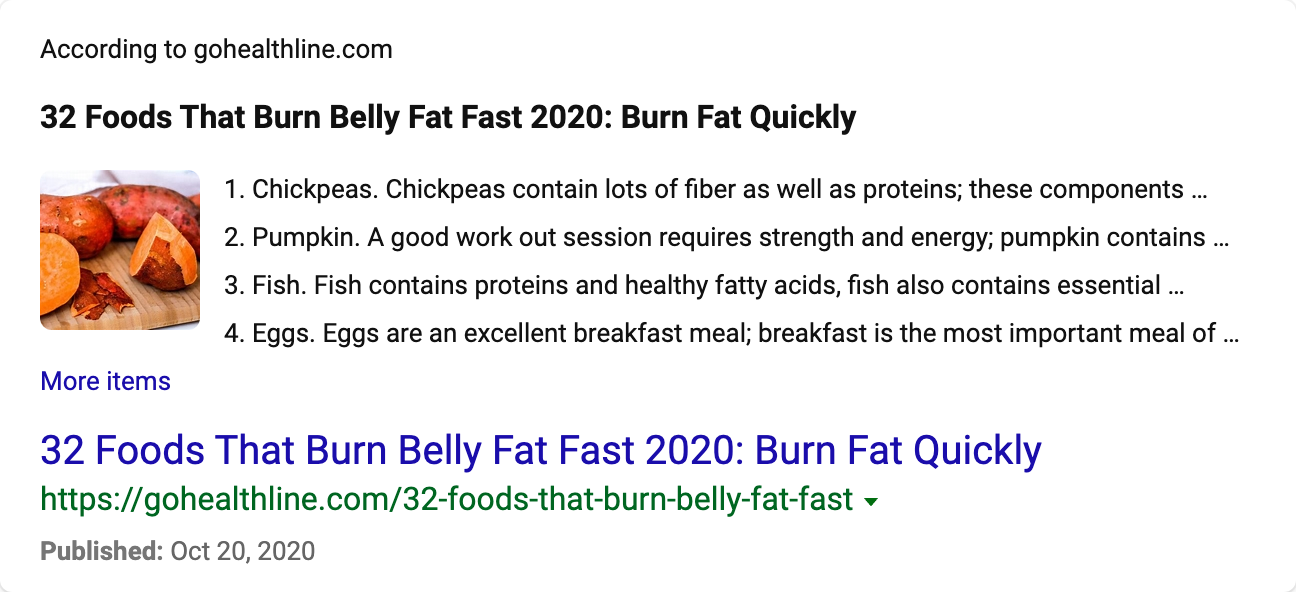 According to gohealthline.com
32 Foods That Burn Belly Fat Fast 2020: Burn Fat Quickly
1. Chickpeas. Chickpeas contain lots of fiber as well as proteins; these components ...
2. Pumpkin. A good work out session requires strength and energy; pumpkin contains ...
3. Fish. Fish contains proteins and healthy fatty acids, fish also contains essential ...
4. Eggs. Eggs are an excellent breakfast meal; breakfast is the most important meal of ...
More items
32 Foods That Burn Belly Fat Fast 2020: Burn Fat Quickly
https://gohealthline.com/32-foods-that-burn-belly-fat-fast
Published: Oct 20, 2020